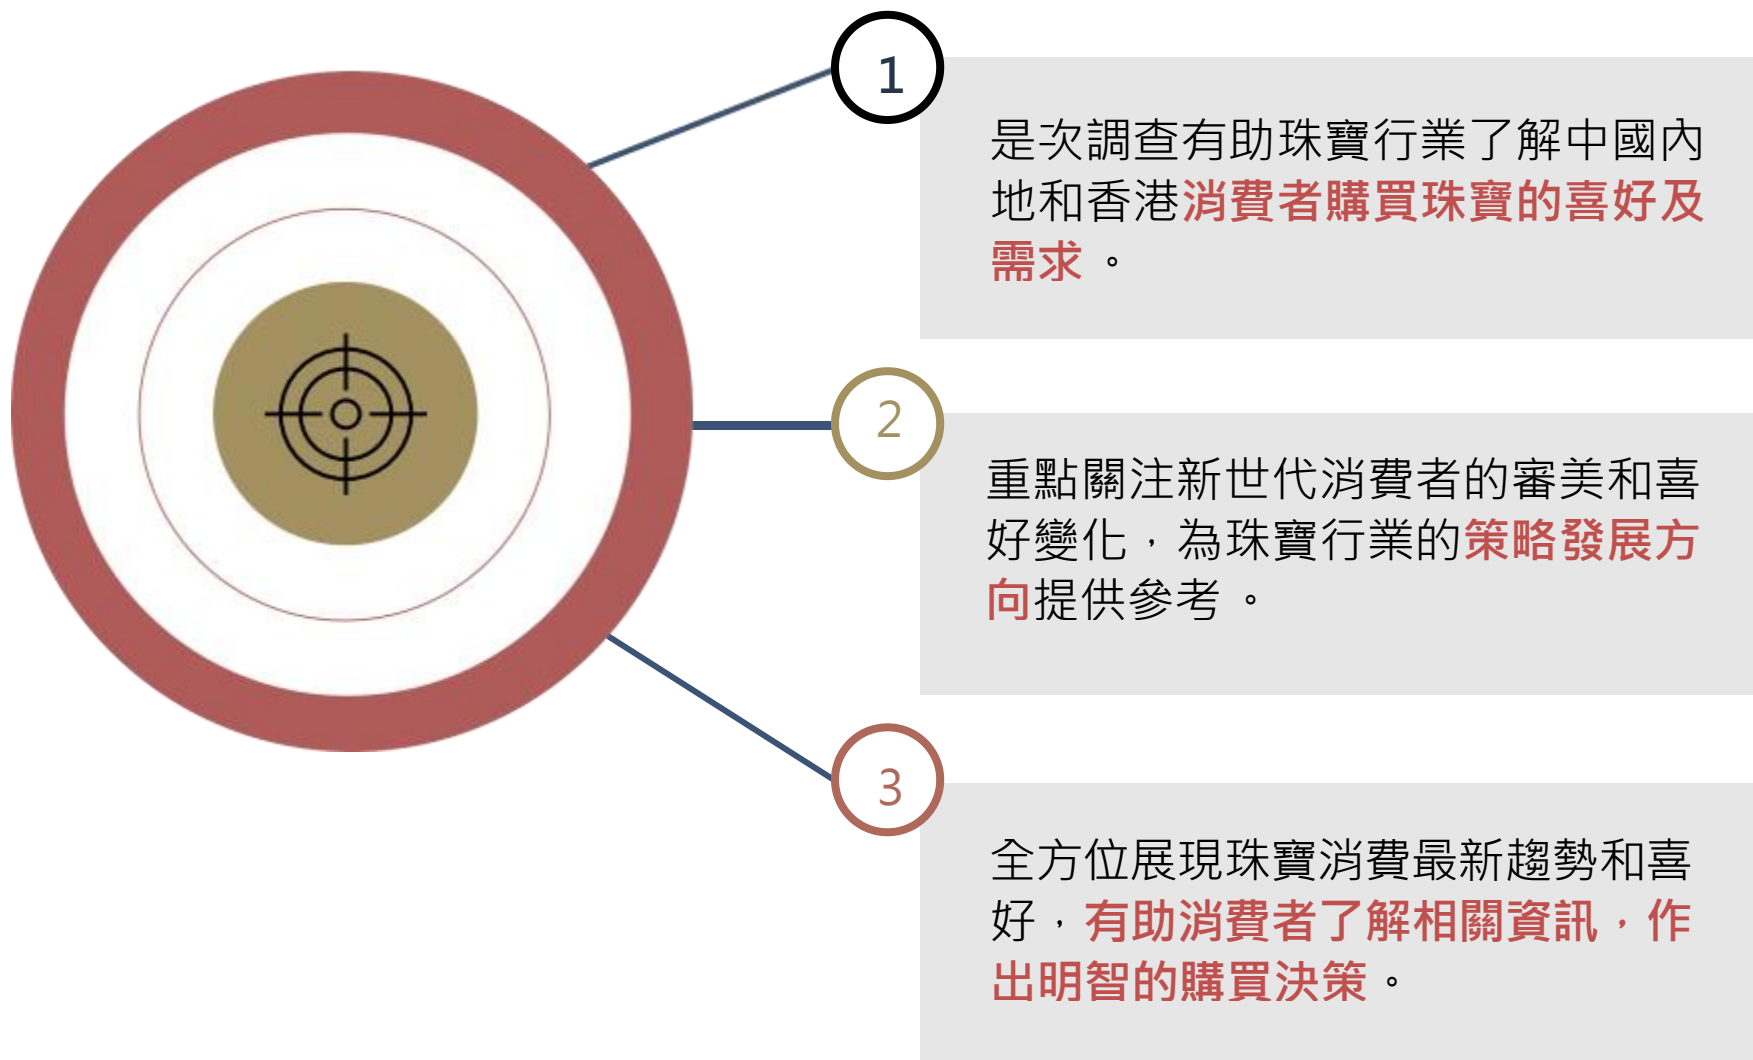 1
是次調查有助珠寶行業了解中國內
地和香港消費者購買珠寶的喜好及
需求。
2
重點關注新世代消費者的審美和喜
好變化，為珠寶行業的策略發展方
向提供參考。
3
全方位展現珠寶消費最新趨勢和喜
好，有助消費者了解相關資訊，作
出明智的購買決策。